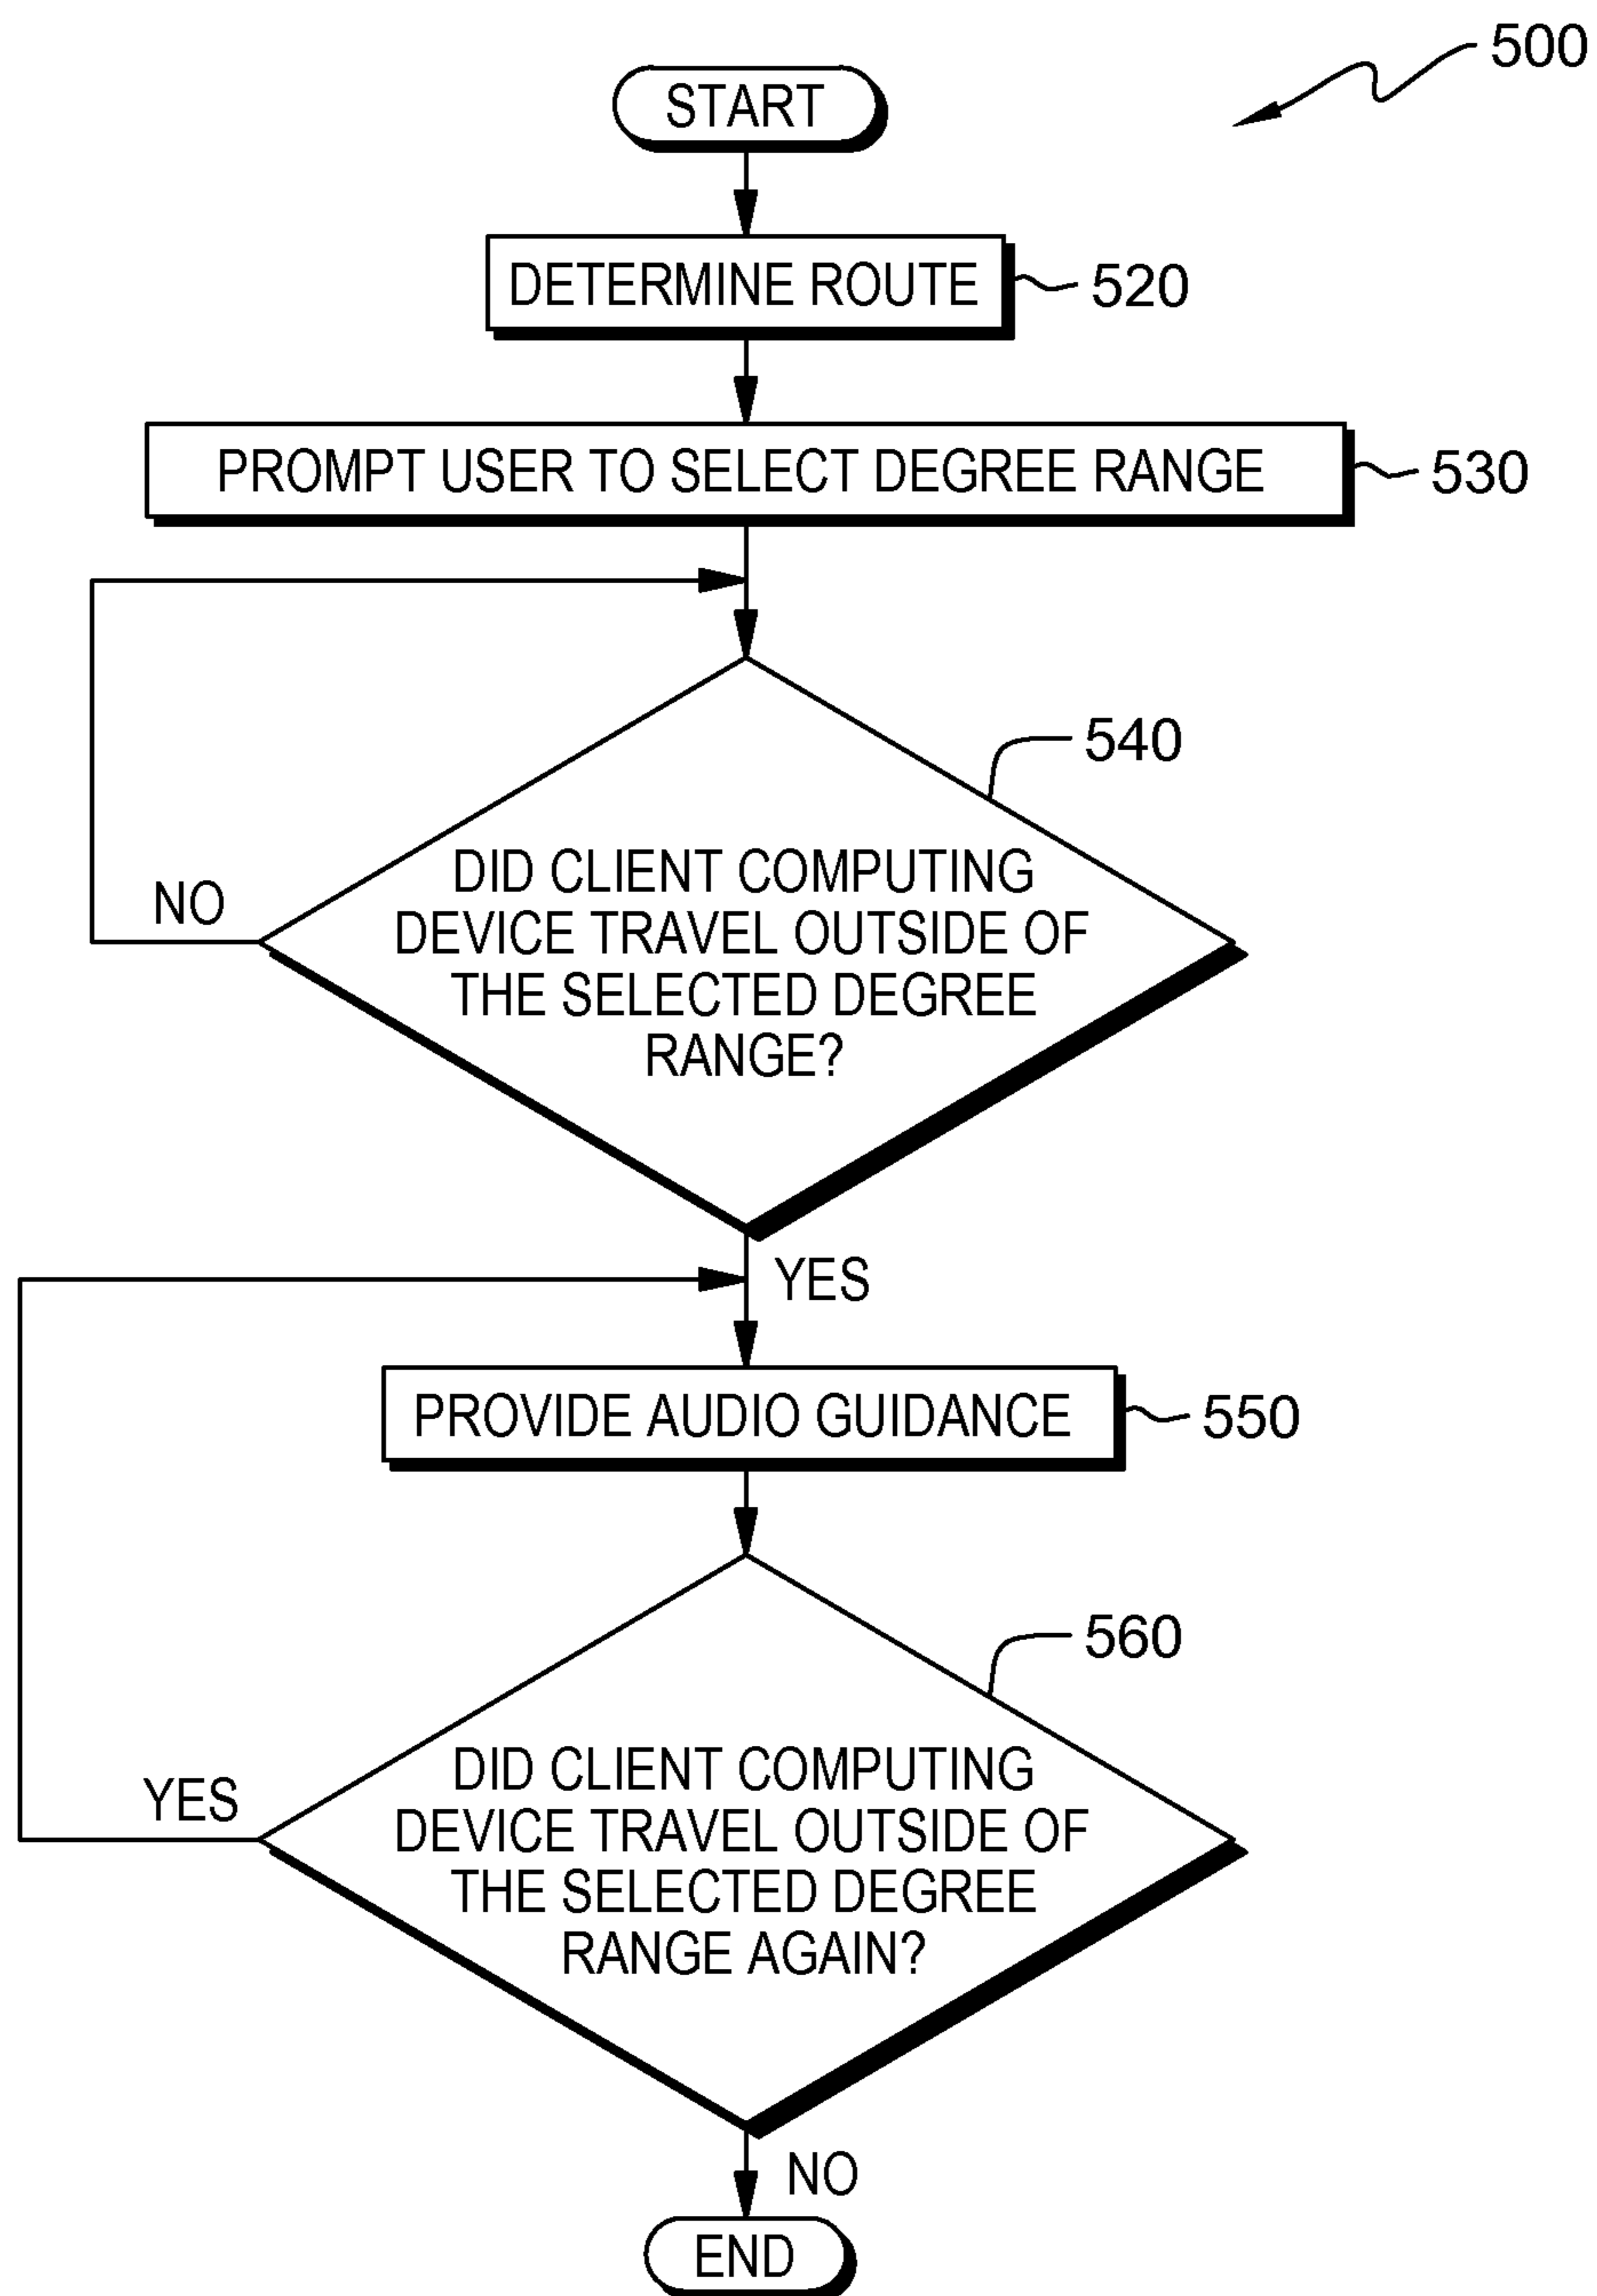 500
START
DETERMINE ROUTE
520
PROMPT USER TO SELECT DEGREE RANGE
530
540
DID CLIENT COMPUTING
DEVICE TRAVEL OUTSIDE OF
THE SELECTED DEGREE
RANGE?
NO
YES
PROVIDE AUDIO GUIDANCE
550
560
DID CLIENT COMPUTING
DEVICE TRAVEL OUTSIDE OF
THE SELECTED DEGREE
RANGE AGAIN?
YES
NO
END